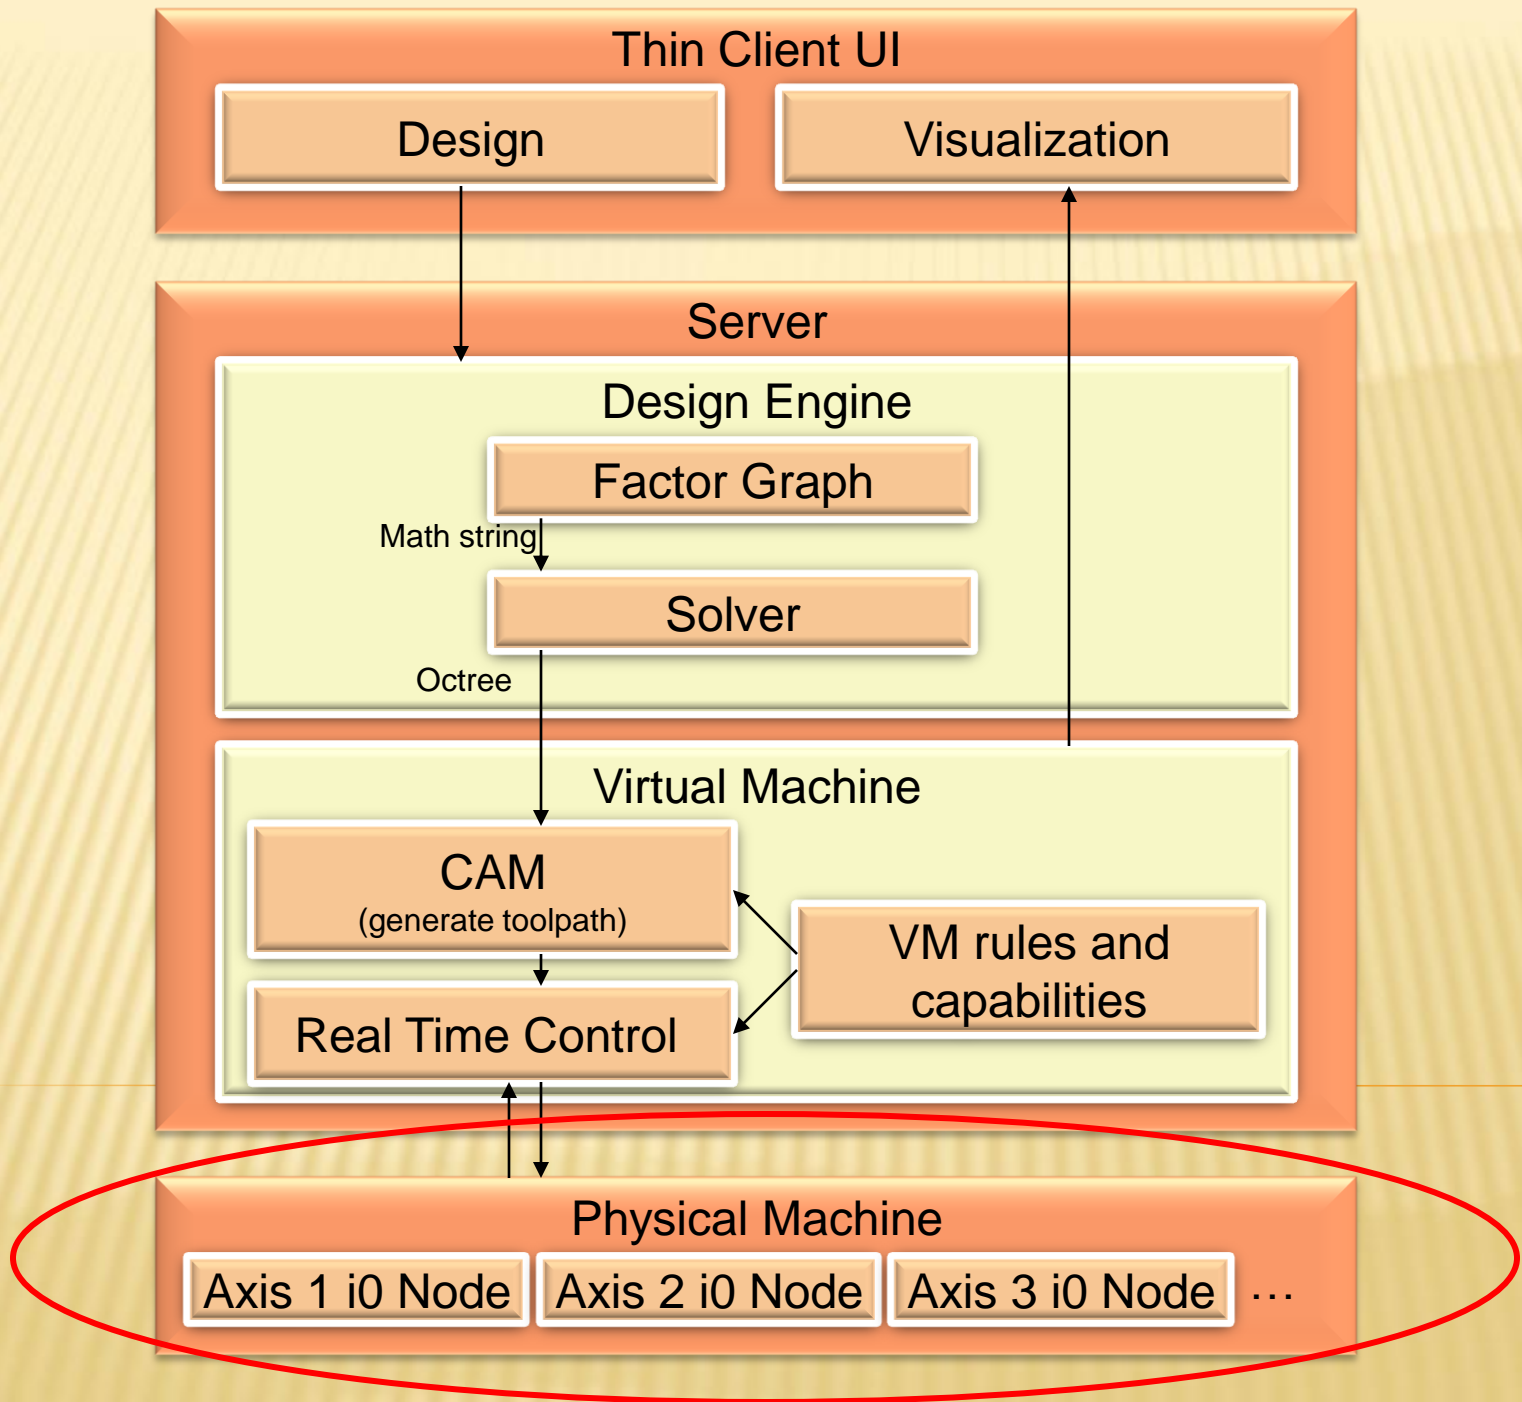 Thin Client UI
Design
Visualization
Server
Design Engine
Factor Graph
Math string
Solver
Octree
Virtual Machine
CAM
(generate toolpath)
VM rules and
capabilities
Real Time Control
Physical Machine
Axis 1 i0 Node
Axis 2 i0 Node
Axis 3 i0 Node
…